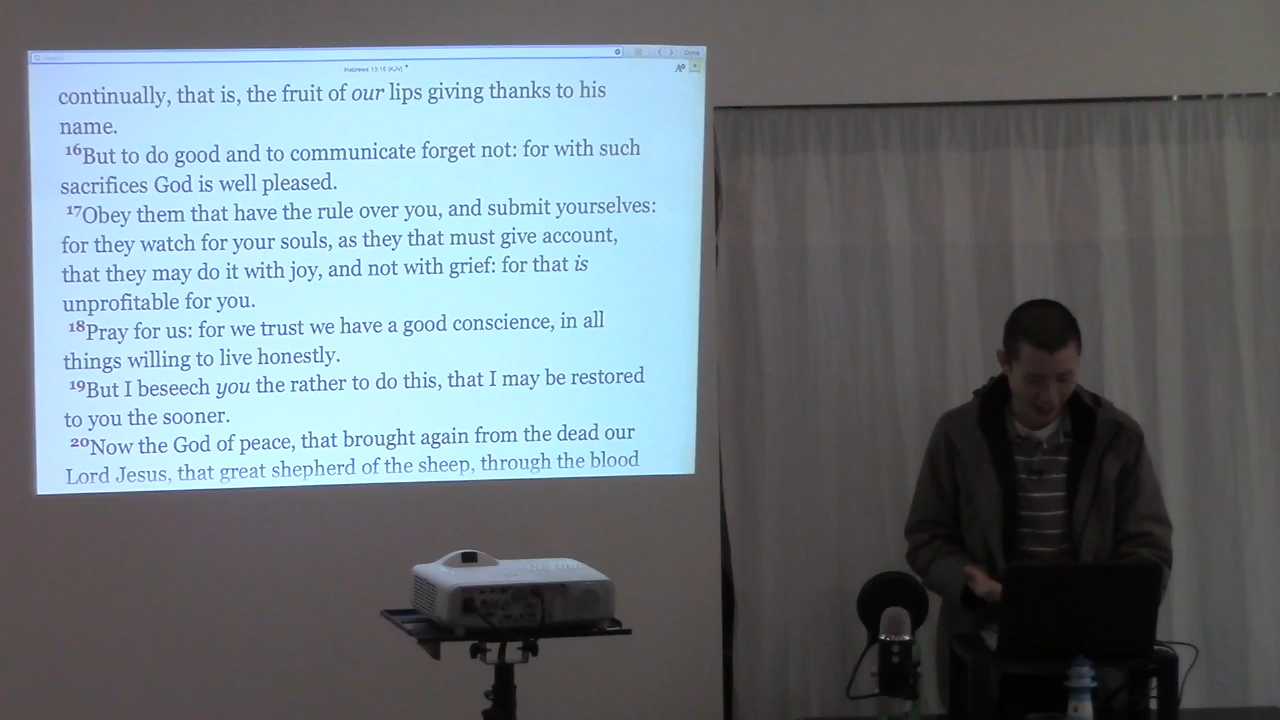 Hebrews 13:15 (KJV)
Done
continually, that is, the fruit of our lips giving thanks to his
name.
16But to do good and to communicate forget not: for with such
sacrifices God is well pleased.
17Obey them that have the rule over you, and submit yourselves:
for they watch for your souls, as they that must give account,
that they may do it with joy, and not with grief: for that is
unprofitable for you.
18Pray for us: for we trust we have a good conscience, in all
things willing to live honestly.
19But I beseech you the rather to do this, that I may be restored
to you the sooner.
20Now the God of peace, that brought again from the dead our
Lord Jesus, that great shepherd of the sheep, through the blood